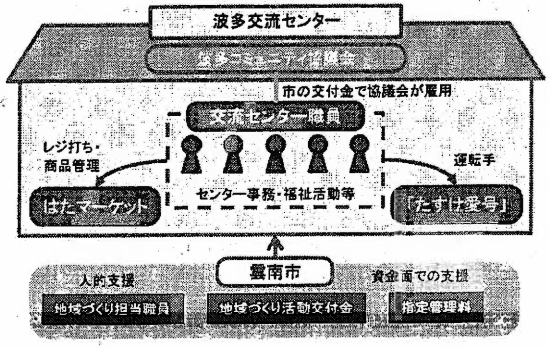 波多交流センター
波多コミュニティ協議会
市の交付金で協議会が雇用
交流センター職員
レジ打ち・
商品管理
運転手
はたマーケット
センター事務・福祉活動等
「たすけ愛号」
雲南市
人的支援
資金面での支援
地域づくり担当職員
地域づくり活動交付金
指定管理料